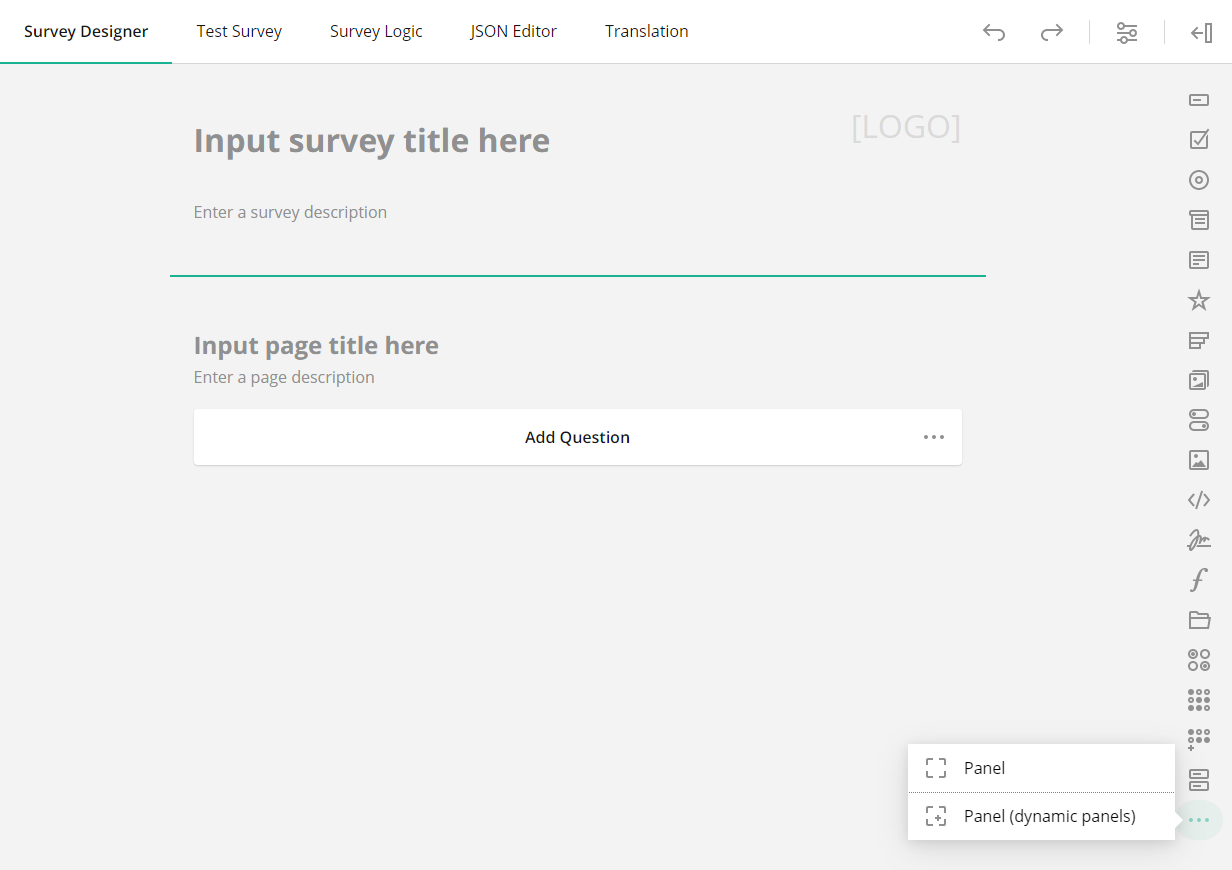 Survey Designer
Test Survey
Survey Logic
JSON Editor
Translation
Input survey title here
[LOGO]
Enter a survey description
Input page title here
Enter a page description
Add Question
Panel
Panel (dynamic panels)